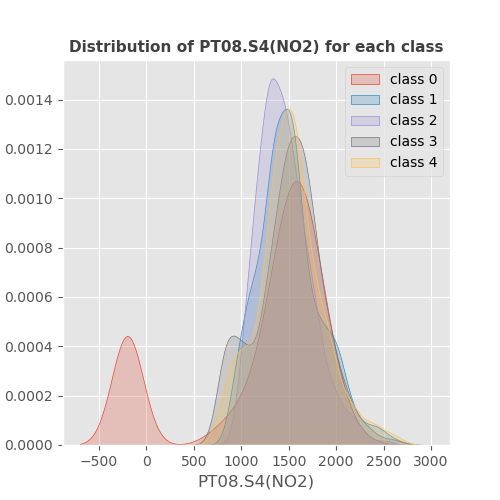 Distribution of PT08.S4(NO2) for each class
class 0
class 1
class 2
class 3
class 4
0.0014
0.0012
0.0010
0.0008
0.0006
0.0004
0.0002
0.0000
−500 0 500 1000 1500 2000 2500 3000
PT08.S4(NO2)